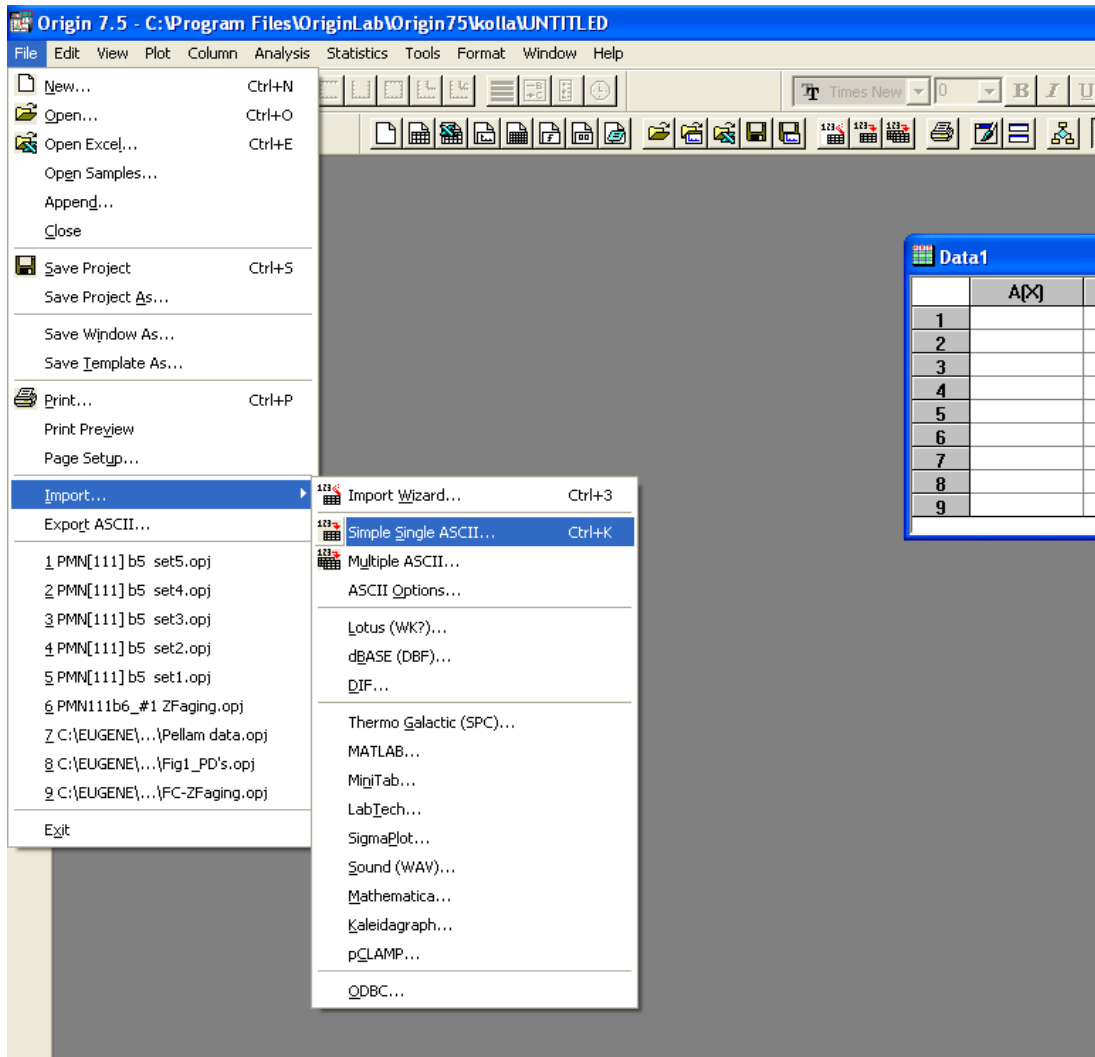 Origin 7.5 - C:\Program Files\OriginLab\Origin75\kolla\UNTITLED
File Edit View Plot Column Analysis Statistics Tools Format Window Help
New... Ctrl+N
Open... Ctrl+O
Open Excel... Ctrl+E
Open Samples...
Append...
Close
Save Project Ctrl+S
Save Project As...
Save Window As...
Save Template As...
Print... Ctrl+P
Print Preview
Page Setup...
Import...
Export ASCII...
1 PMN[111] b5 set5.opj
2 PMN[111] b5 set4.opj
3 PMN[111] b5 set3.opj
4 PMN[111] b5 set2.opj
5 PMN[111] b5 set1.opj
6 PMN111b6_#1 ZFaging.opj
7 C:\EUGENE\...\Pellam data.opj
8 C:\EUGENE\...\Fig1_PD's.opj
9 C:\EUGENE\...\FC-ZFaging.opj
Exit
Import Wizard... Ctrl+3
Simple Single ASCII... Ctrl+K
Multiple ASCII...
ASCII Options...
Lotus (WK?)...
dBASE (DBF)...
DIF...
Thermo Galactic (SPC)...
MATLAB...
MiniTab...
LabTech...
SigmaPlot...
Sound (WAV)...
Mathematica...
Kaleidagraph...
pCLAMP...
ODBC...
Times New 0 B I U
Data1
A(X)
1
2
3
4
5
6
7
8
9